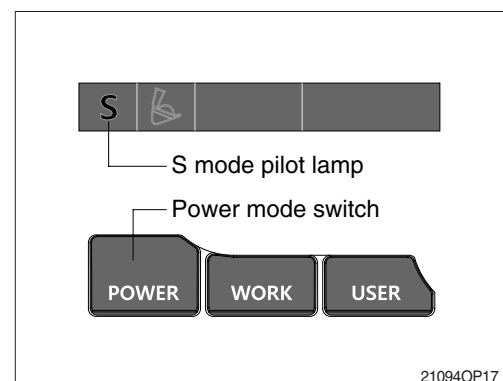 S
S mode pilot lamp
Power mode switch
POWER WORK USER
21094OP17